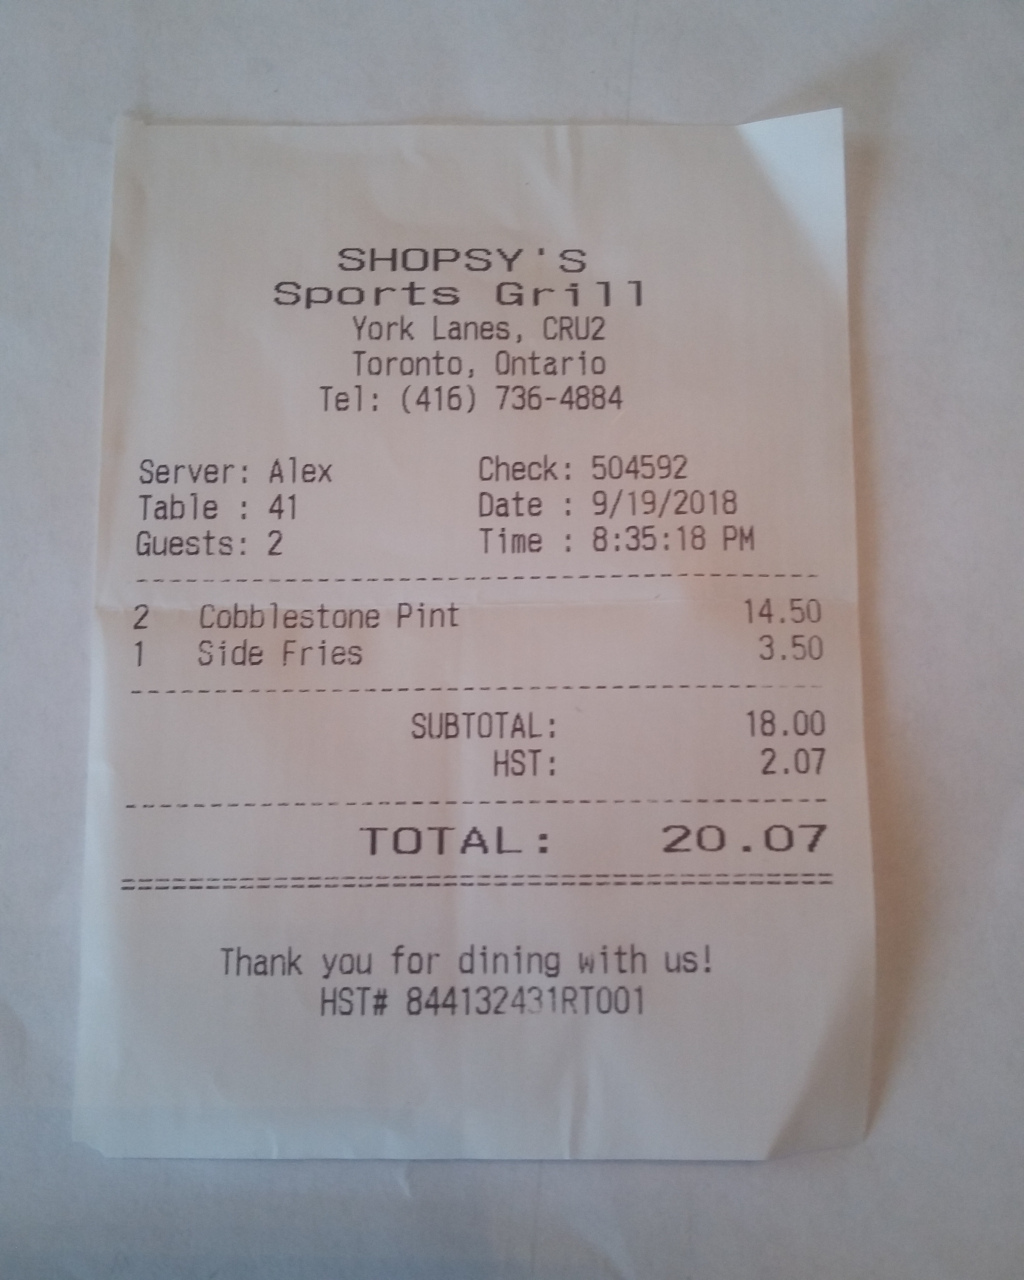 SHOPSY'S
Sports Grill
York Lanes, CRU2
Toronto, Ontario
Tel: (416) 736-4884
Server: Alex Check: 504592
Table : 41 Date : 9/19/2018
Guests: 2 Time : 8:35:18 PM
2 Cobblestone Pint 14.50
1 Side Fries 3.50
SUBTOTAL: 18.00
HST: 2.07
TOTAL: 20.07
Thank you for dining with us!
HST# 844132431RT001